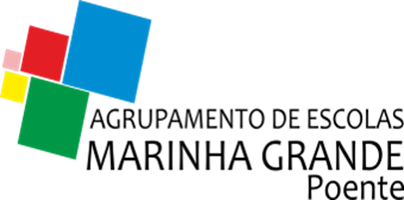 AGRUPAMENTO DE ESCOLAS
MARINHA GRANDE
Poente